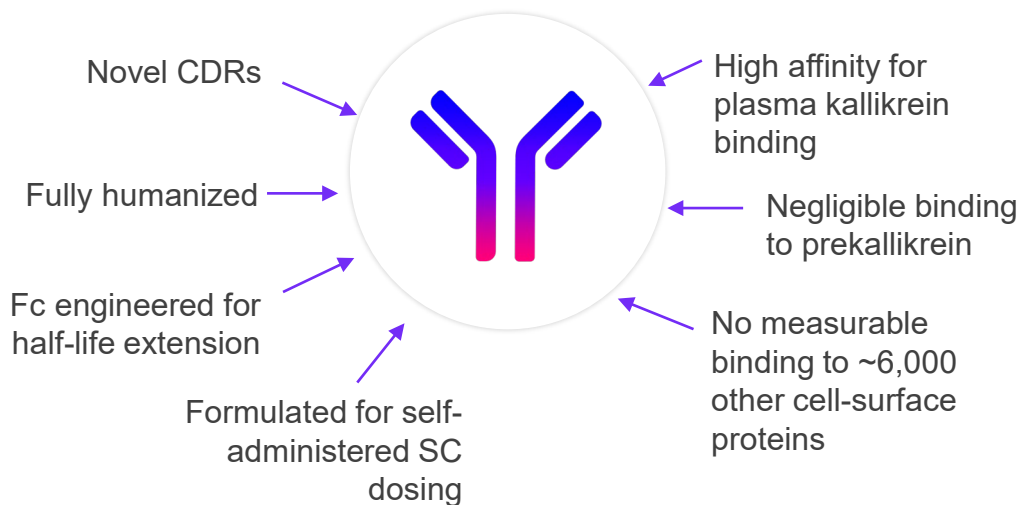 Novel CDRs
Fully humanized
Fc engineered for
half-life extension
Formulated for self-
administered SC
dosing
High affinity for
plasma kallikrein
binding
Negligible binding
to prekallikrein
No measurable
binding to ~6,000
other cell-surface
proteins